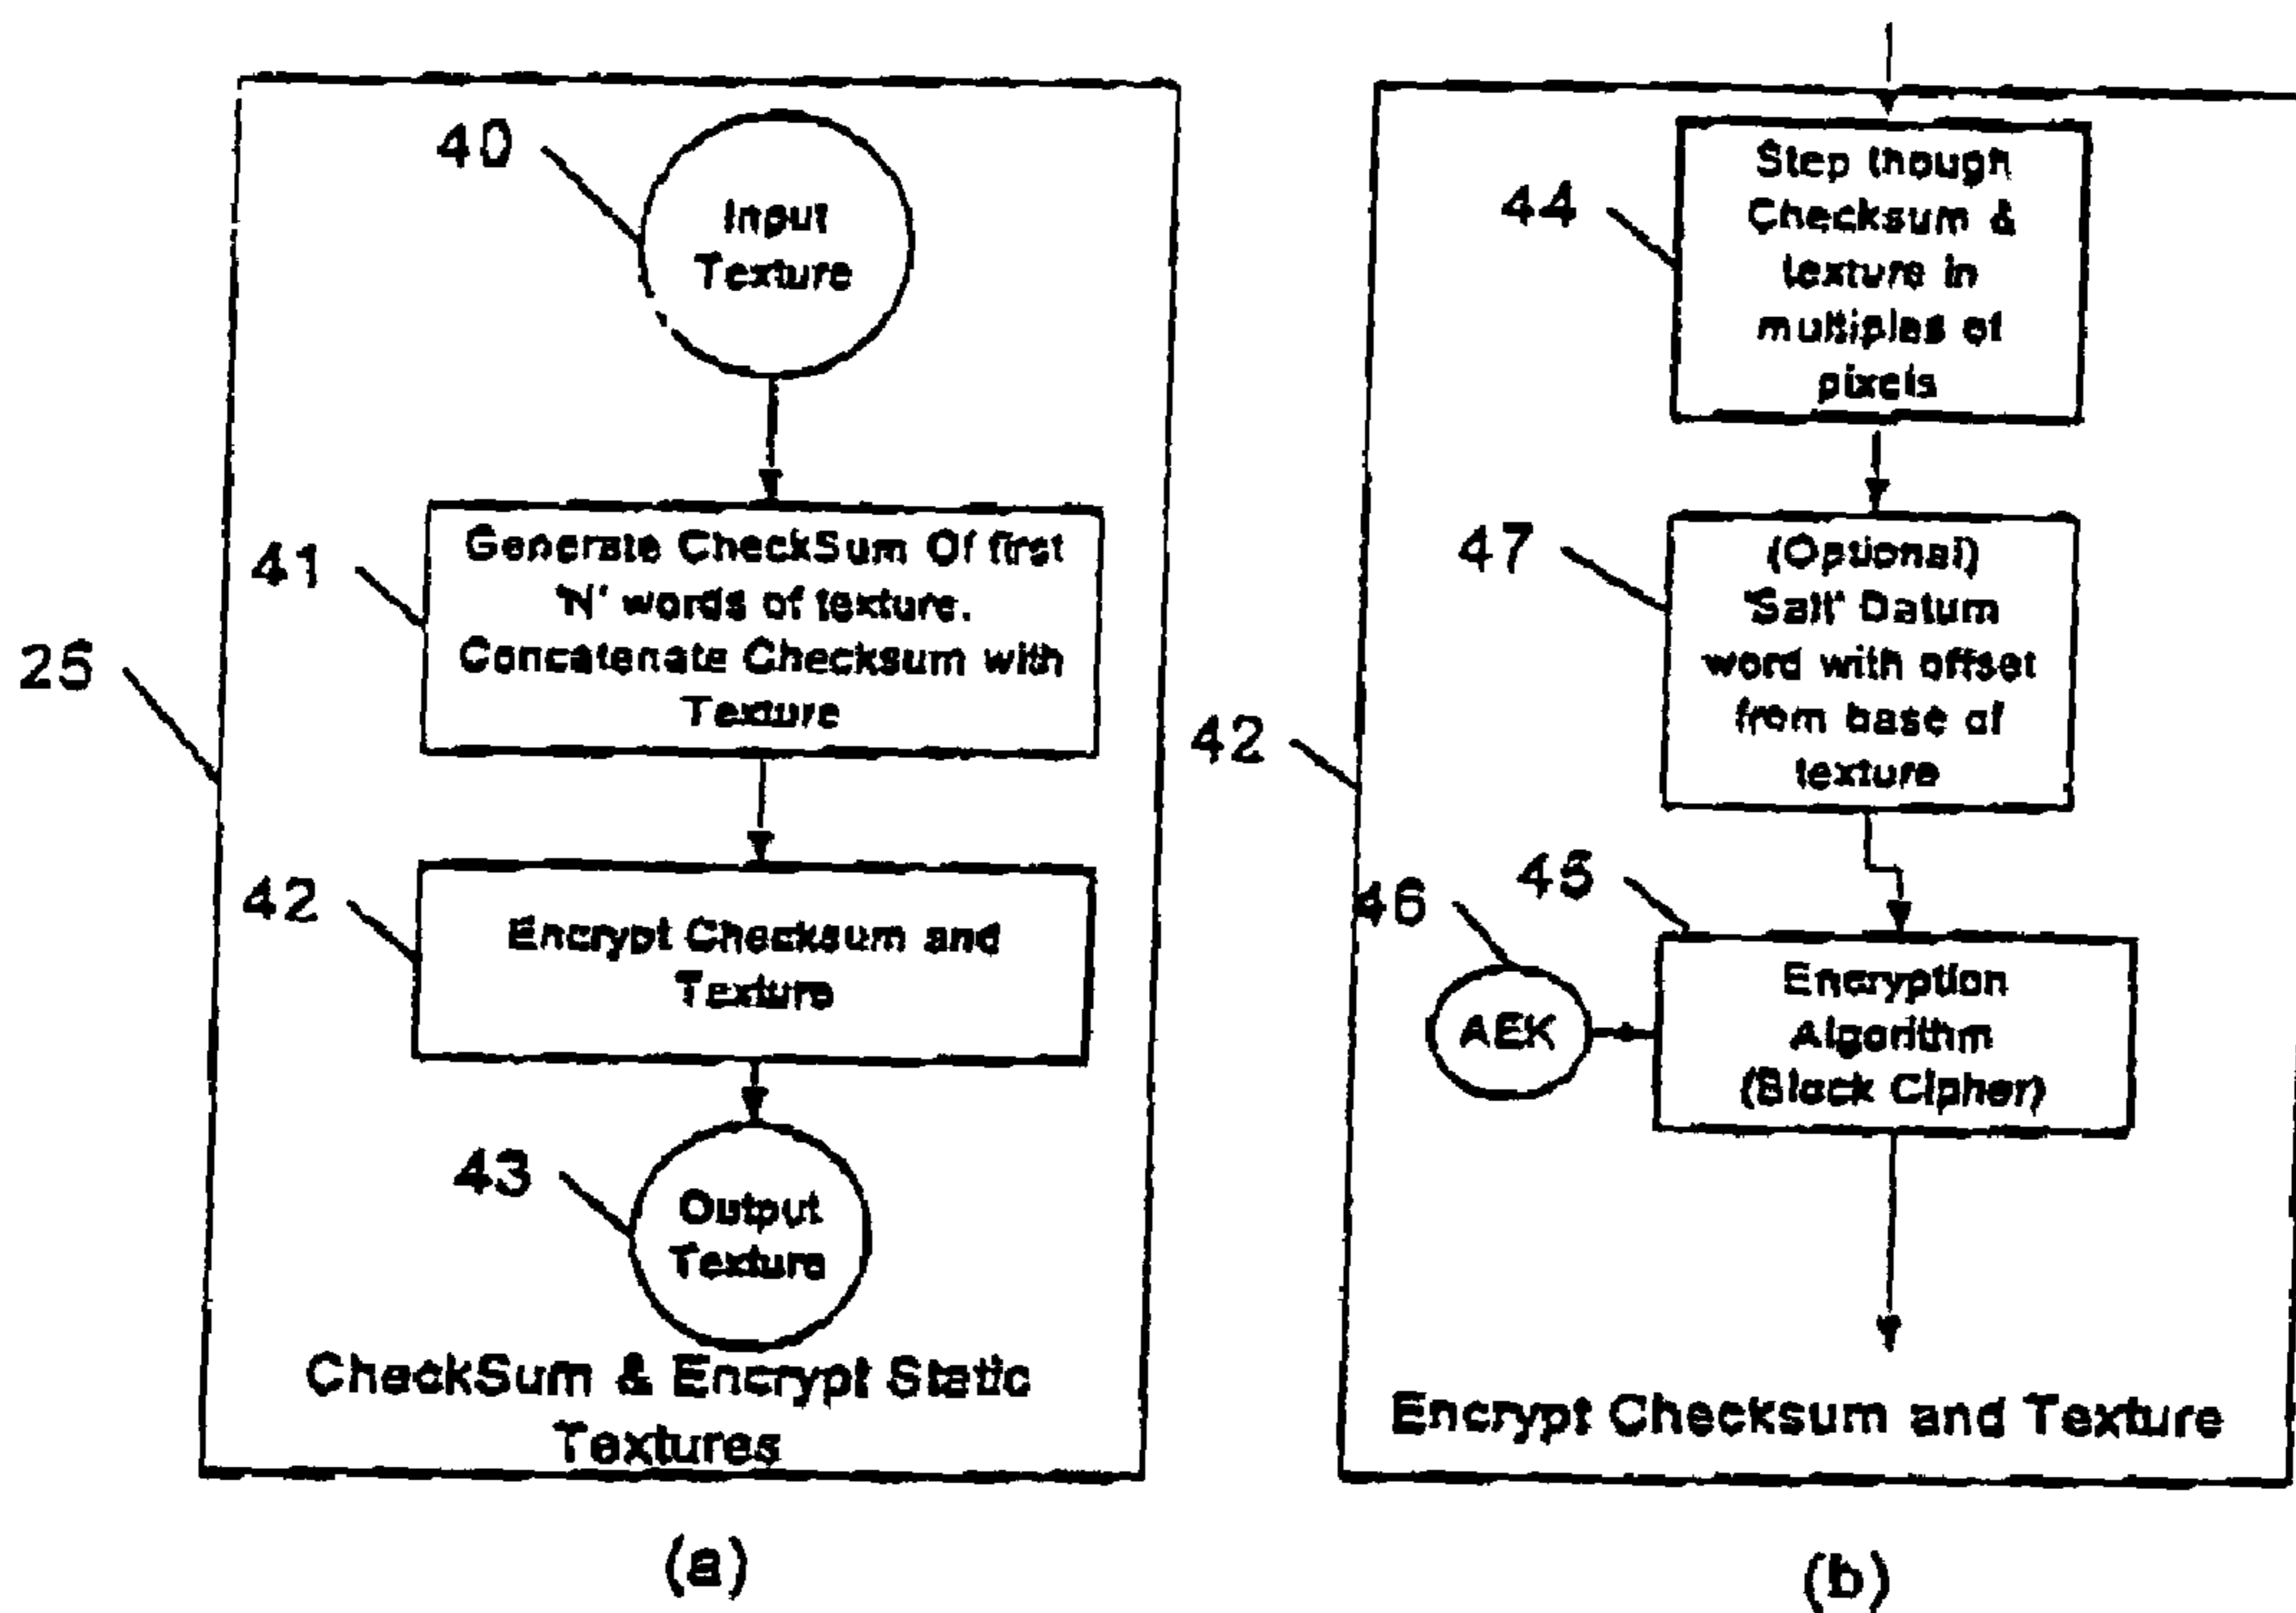 40
Input
Texture
41
Generate CheckSum Of first
'N' words of texture.
Concatenate Checksum with
Texture
25
42
Encrypt Checksum and
Texture
43
Output
Texture
CheckSum & Encrypt Static
Textures
(a)
44
Step though
Checksum &
texture in
multiples of
pixels
47
(Optional)
'Salt' Datum
word with offset
from base of
texture
42
45
46
AEK
Encryption
Algorithm
(Block Cipher)
Encrypt Checksum and Texture
(b)